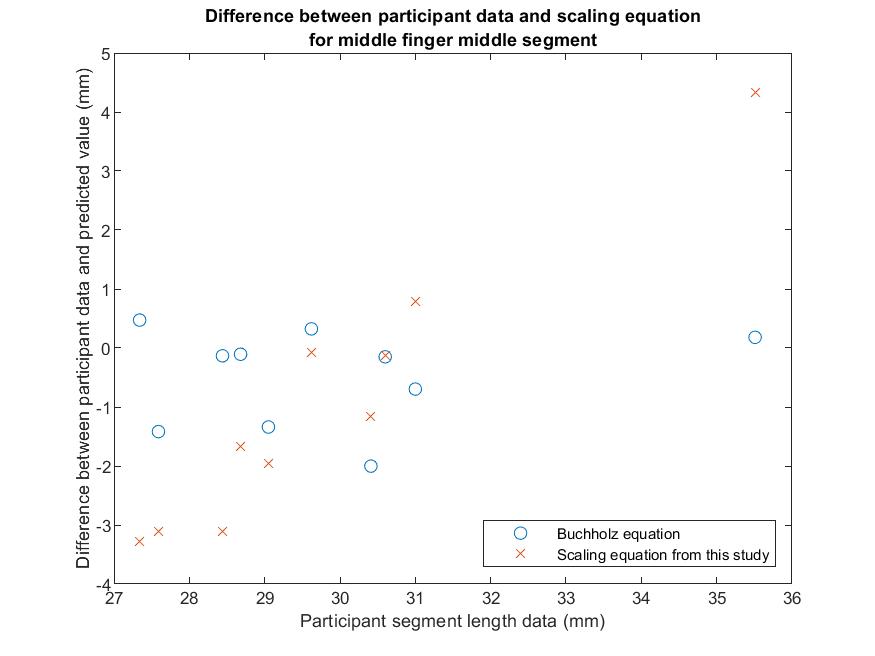 Difference between participant data and scaling equation
for middle finger middle segment
Difference between participant data and predicted value (mm)
5
4
3
2
1
0
-1
-2
-3
-4
27 28 29 30 31 32 33 34 35 36
Participant segment length data (mm)
Buchholz equation
Scaling equation from this study